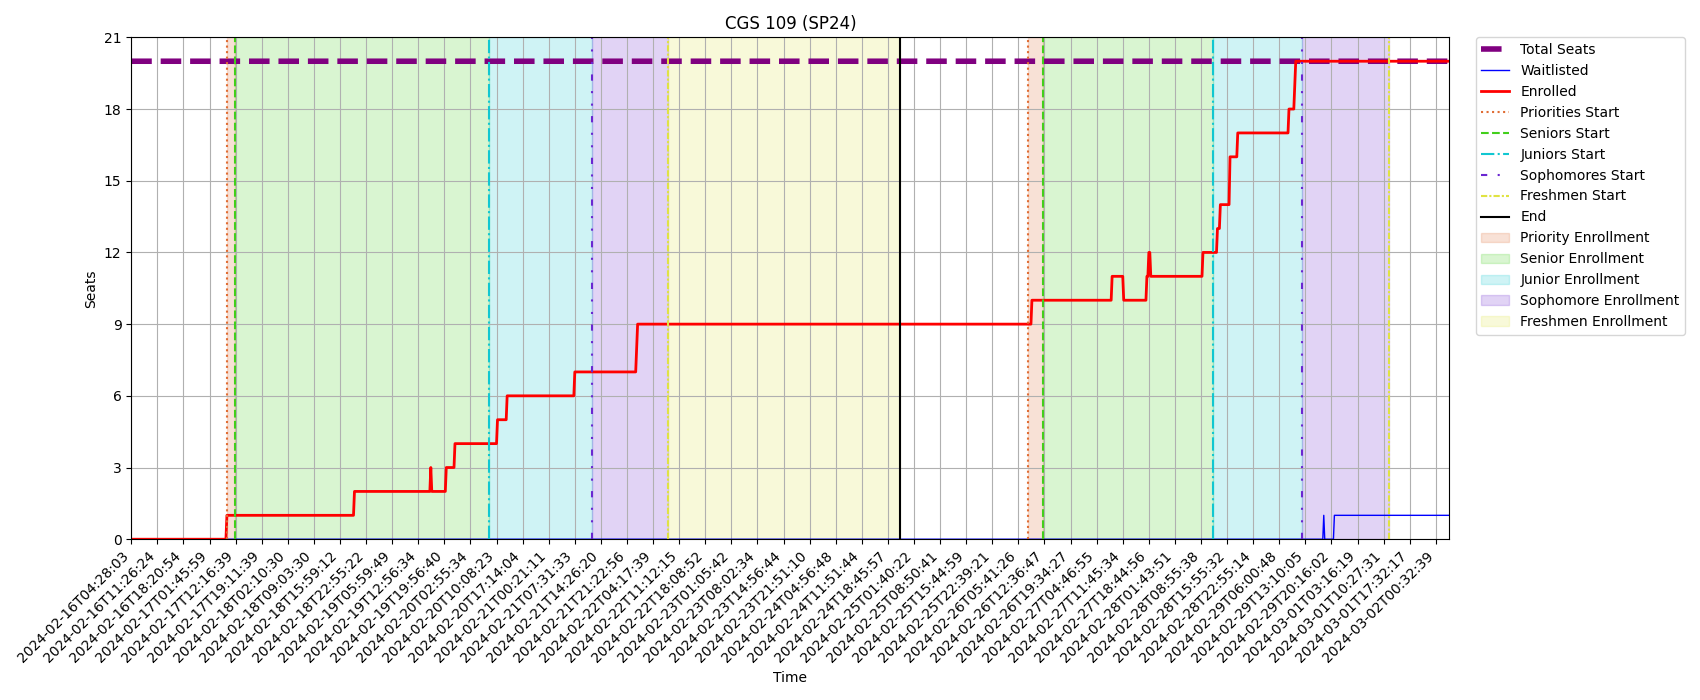 CGS 109 (SP24)
21
18
15
12
9
6
3
0
Seats
2024-02-16T04:28:03
2024-02-16T11:26:24
2024-02-16T18:20:54
2024-02-17T01:45:59
2024-02-17T12:16:39
2024-02-17T19:11:39
2024-02-18T02:10:30
2024-02-18T09:03:30
2024-02-18T15:59:12
2024-02-18T22:55:22
2024-02-19T05:59:49
2024-02-19T12:56:34
2024-02-19T19:56:40
2024-02-20T02:55:34
2024-02-20T10:08:23
2024-02-20T17:14:04
2024-02-21T00:21:11
2024-02-21T07:31:33
2024-02-21T14:26:20
2024-02-21T21:22:56
2024-02-22T04:17:39
2024-02-22T11:12:15
2024-02-22T18:08:52
2024-02-23T01:05:42
2024-02-23T08:02:34
2024-02-23T14:56:44
2024-02-23T21:51:10
2024-02-24T04:56:48
2024-02-24T11:51:44
2024-02-24T18:45:57
2024-02-25T01:40:22
2024-02-25T08:50:41
2024-02-25T15:44:59
2024-02-25T22:39:21
2024-02-26T05:41:26
2024-02-26T12:36:47
2024-02-26T19:34:27
2024-02-27T04:46:55
2024-02-27T11:45:34
2024-02-27T18:44:56
2024-02-28T01:43:51
2024-02-28T08:55:38
2024-02-28T15:55:32
2024-02-28T22:55:14
2024-02-29T06:00:48
2024-02-29T13:10:05
2024-02-29T20:16:02
2024-03-01T03:16:19
2024-03-01T10:27:31
2024-03-01T17:32:17
2024-03-02T00:32:39
Time
Total Seats
Waitlisted
Enrolled
Priorities Start
Seniors Start
Juniors Start
Sophomores Start
Freshmen Start
End
Priority Enrollment
Senior Enrollment
Junior Enrollment
Sophomore Enrollment
Freshmen Enrollment